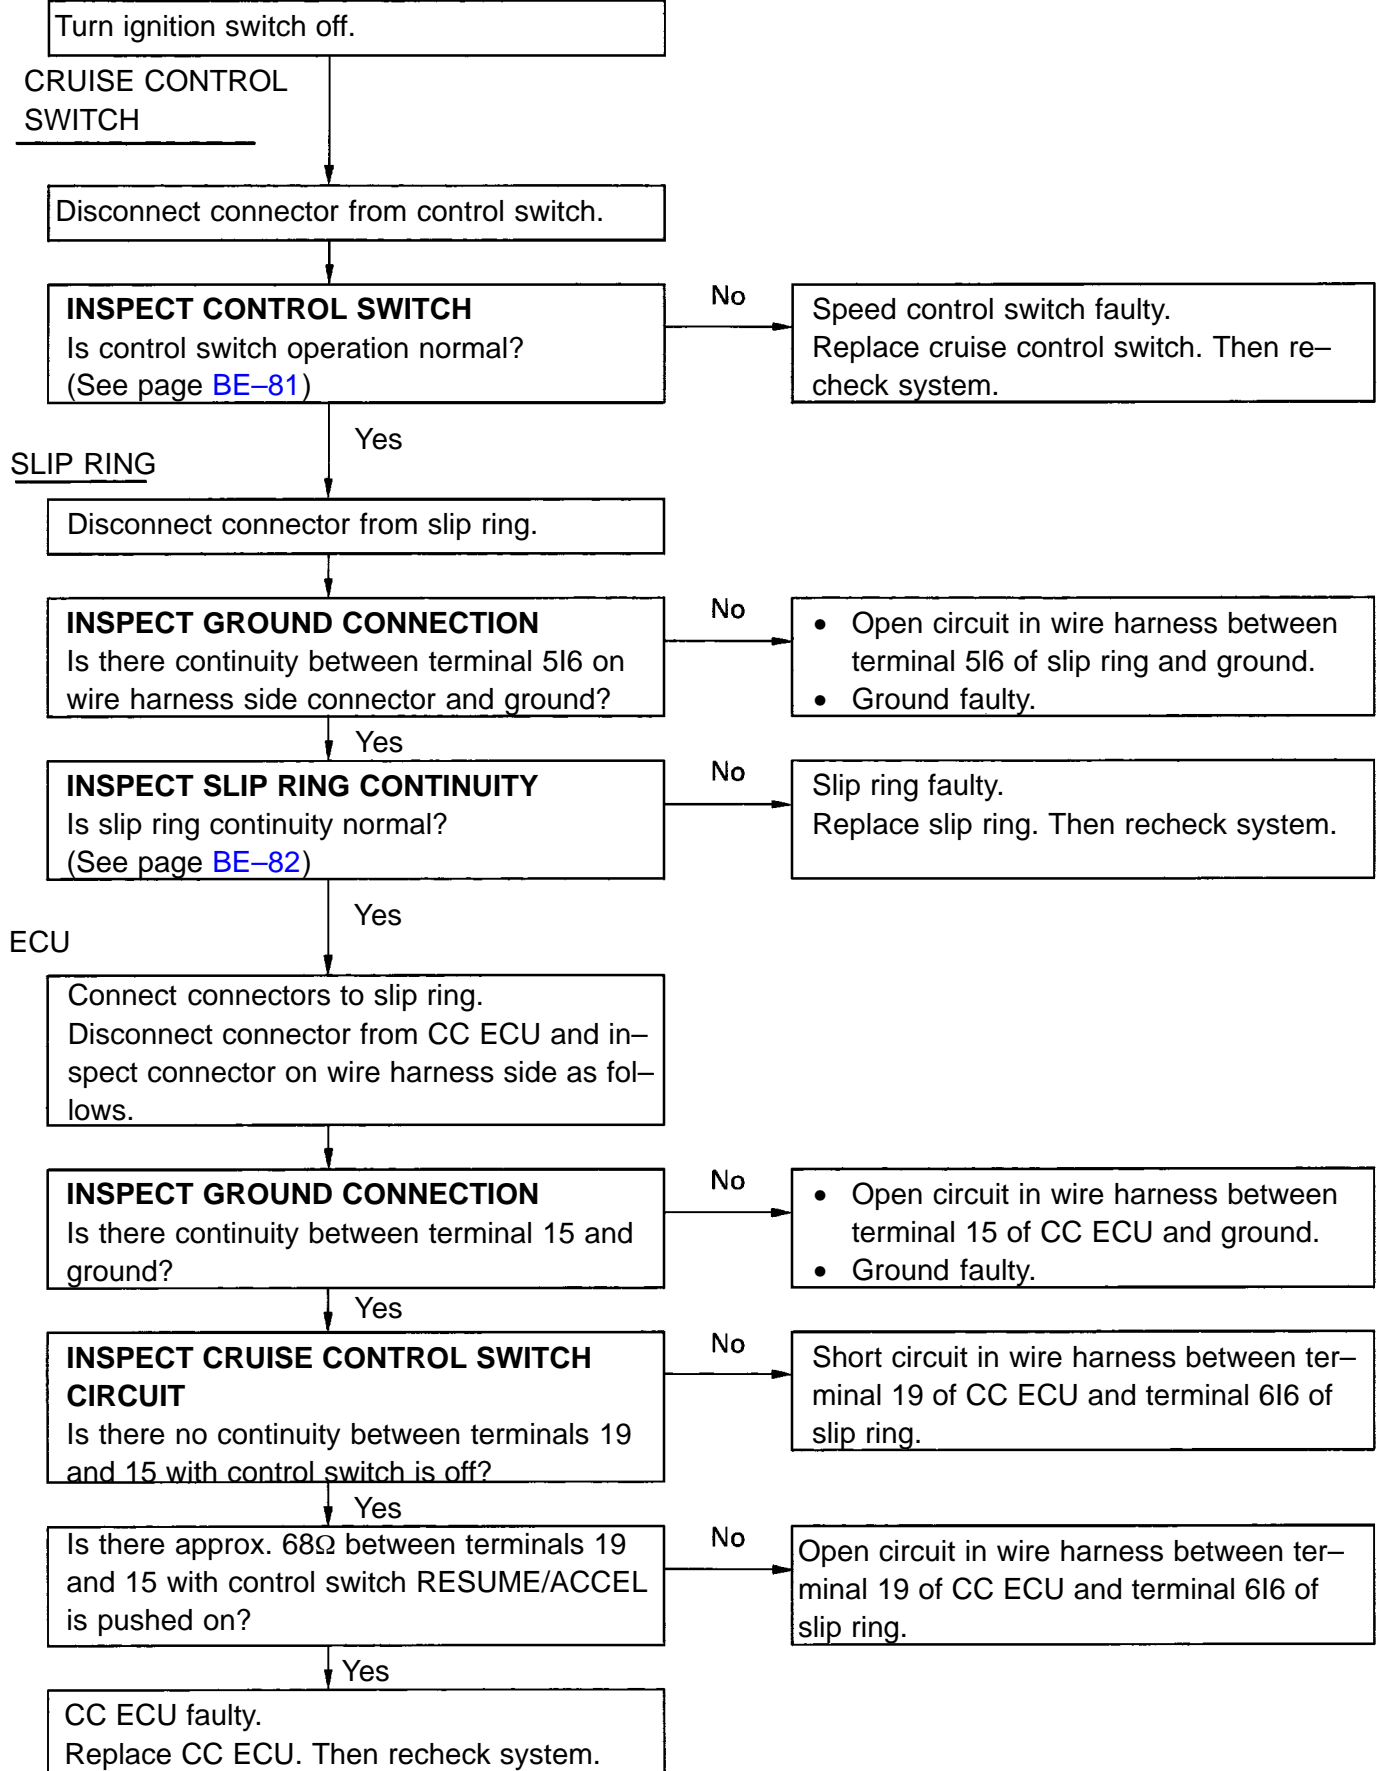 Turn ignition switch off.
CRUISE CONTROL
SWITCH
Disconnect connector from control switch.
INSPECT CONTROL SWITCH
Is control switch operation normal?
(See page BE–81)
No
Speed control switch faulty.
Replace cruise control switch. Then re–
check system.
Yes
SLIP RING
Disconnect connector from slip ring.
INSPECT GROUND CONNECTION
Is there continuity between terminal 5I6 on
wire harness side connector and ground?
No
• Open circuit in wire harness between
terminal 5I6 of slip ring and ground.
• Ground faulty.
Yes
INSPECT SLIP RING CONTINUITY
Is slip ring continuity normal?
(See page BE–82)
No
Slip ring faulty.
Replace slip ring. Then recheck system.
Yes
ECU
Connect connectors to slip ring.
Disconnect connector from CC ECU and in–
spect connector on wire harness side as fol–
lows.
INSPECT GROUND CONNECTION
Is there continuity between terminal 15 and
ground?
No
• Open circuit in wire harness between
terminal 15 of CC ECU and ground.
• Ground faulty.
Yes
INSPECT CRUISE CONTROL SWITCH
CIRCUIT
Is there no continuity between terminals 19
and 15 with control switch is off?
No
Short circuit in wire harness between ter–
minal 19 of CC ECU and terminal 6I6 of
slip ring.
Yes
Is there approx. 68Ω between terminals 19
and 15 with control switch RESUME/ACCEL
is pushed on?
No
Open circuit in wire harness between ter–
minal 19 of CC ECU and terminal 6I6 of
slip ring.
Yes
CC ECU faulty.
Replace CC ECU. Then recheck system.